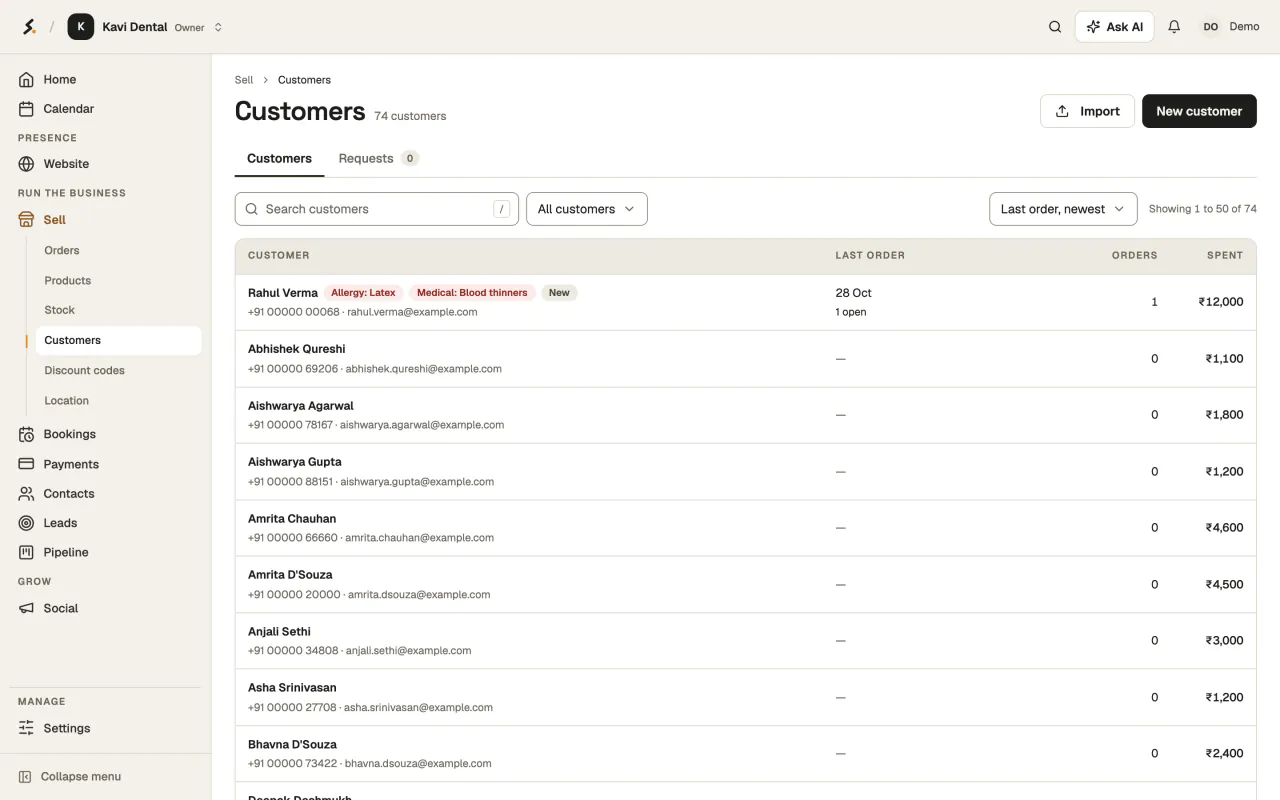 / K Kavi Dental Owner
Ask AI DO Demo
Home
Calendar
PRESENCE
Website
RUN THE BUSINESS
Sell
Orders
Products
Stock
Customers
Discount codes
Location
Bookings
Payments
Contacts
Leads
Pipeline
GROW
Social
MANAGE
Settings
Collapse menu
Sell Customers
Customers 74 customers
Import New customer
Customers Requests 0
Search customers / All customers Last order, newest Showing 1 to 50 of 74
CUSTOMER LAST ORDER ORDERS SPENT
Rahul Verma Allergy: Latex Medical: Blood thinners New 28 Oct 1 ₹12,000
+91 00000 00068 · rahul.verma@example.com 1 open
Abhishek Qureshi — 0 ₹1,100
+91 00000 69206 · abhishek.qureshi@example.com
Aishwarya Agarwal — 0 ₹1,800
+91 00000 78167 · aishwarya.agarwal@example.com
Aishwarya Gupta — 0 ₹1,200
+91 00000 88151 · aishwarya.gupta@example.com
Amrita Chauhan — 0 ₹4,600
+91 00000 66660 · amrita.chauhan@example.com
Amrita D'Souza — 0 ₹4,500
+91 00000 20000 · amrita.dsouza@example.com
Anjali Sethi — 0 ₹3,000
+91 00000 34808 · anjali.sethi@example.com
Asha Srinivasan — 0 ₹1,200
+91 00000 27708 · asha.srinivasan@example.com
Bhavna D'Souza — 0 ₹2,400
+91 00000 73422 · bhavna.dsouza@example.com